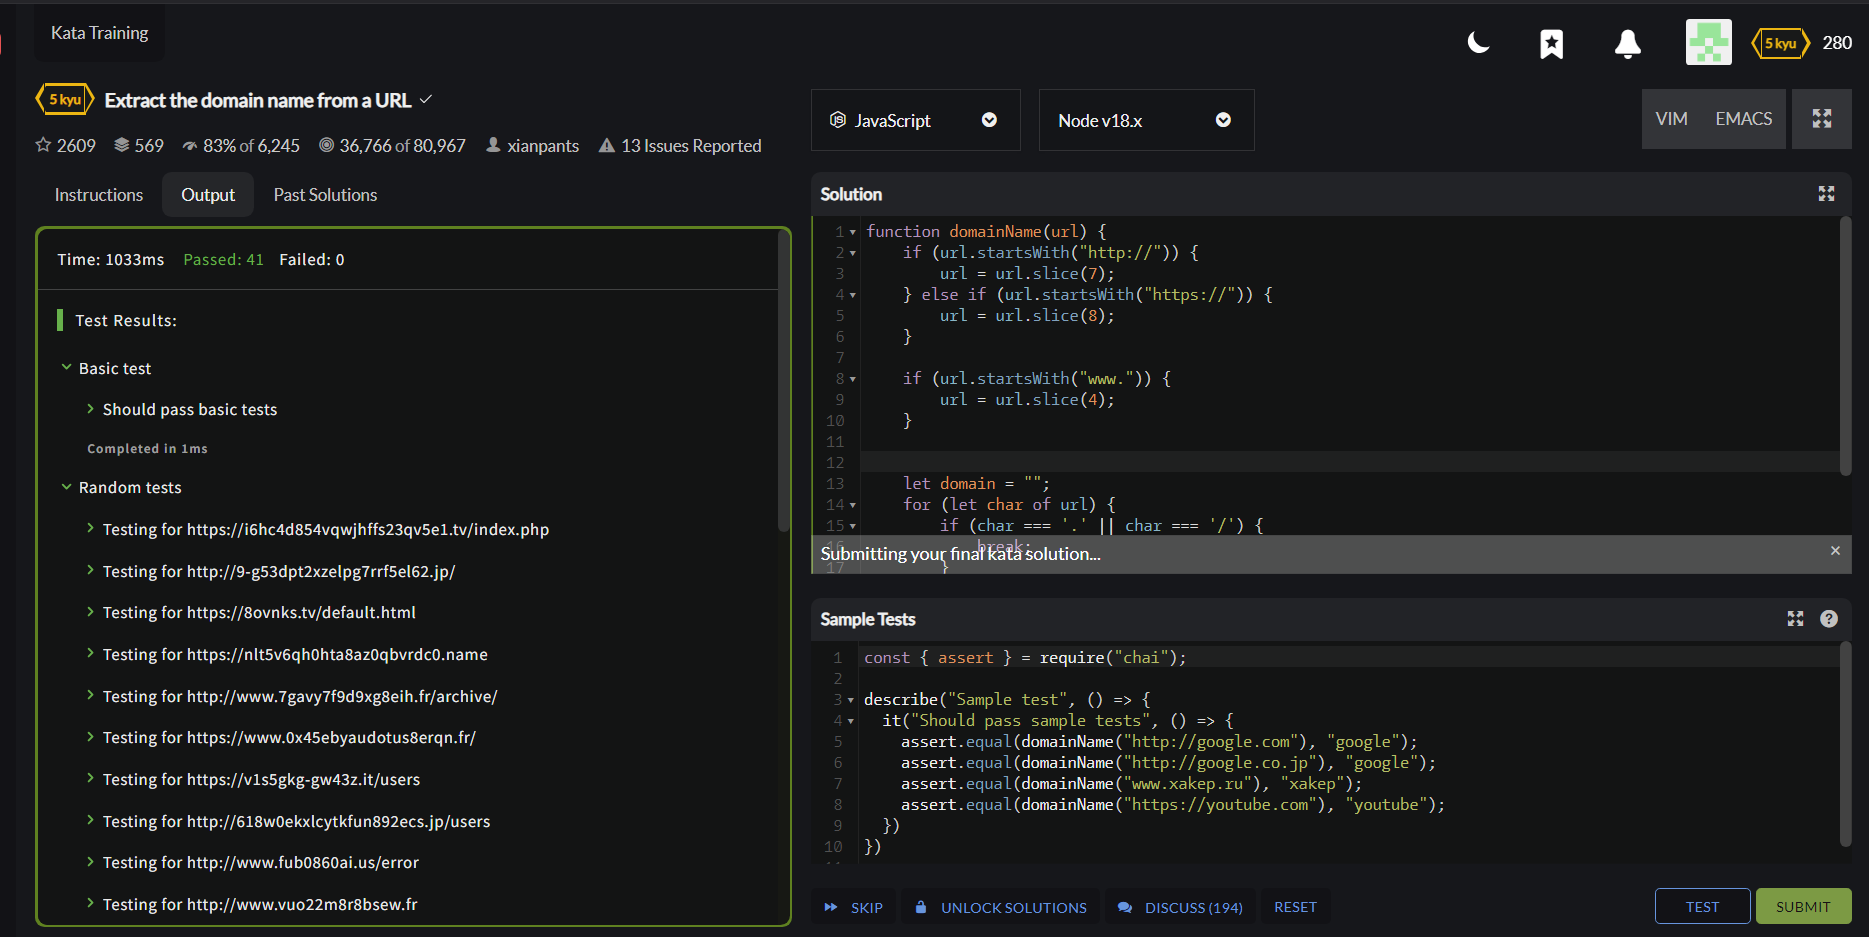 Kata Training
5 kyu 280
5 kyu Extract the domain name from a URL
2609 569 83% of 6,245 36,766 of 80,967 xianpants 13 Issues Reported
Instructions Output Past Solutions
Time: 1033ms Passed: 41 Failed: 0
Test Results:
Basic test
Should pass basic tests
Completed in 1ms
Random tests
Testing for https://i6hc4d854vqwjhffs23qv5e1.tv/index.php
Testing for http://9-g53dpt2xzelpg7rrf5el62.jp/
Testing for https://8ovnks.tv/default.html
Testing for https://nlt5v6qh0hta8az0qbvrdc0.name
Testing for http://www.7gavy7f9d9xg8eih.fr/archive/
Testing for https://www.0x45ebyaudotus8erqn.fr/
Testing for https://v1s5gkg-gw43z.it/users
Testing for http://618w0ekxlcytkfun892ecs.jp/users
Testing for http://www.fub0860ai.us/error
Testing for http://www.vuo22m8r8bsew.fr
JavaScript Node v18.x VIM EMACS
Solution
1 function domainName(url) {
2 if (url.startsWith("http://")) {
3 url = url.slice(7);
4 } else if (url.startsWith("https://")) {
5 url = url.slice(8);
6 }
7
8 if (url.startsWith("www.")) {
9 url = url.slice(4);
10 }
11
12
13 let domain = "";
14 for (let char of url) {
15 if (char === '.' || char === '/') {
16 break;
17 }
Submitting your final kata solution... ×
Sample Tests
1 const { assert } = require("chai");
2
3 describe("Sample test", () => {
4 it("Should pass sample tests", () => {
5 assert.equal(domainName("http://google.com"), "google");
6 assert.equal(domainName("http://google.co.jp"), "google");
7 assert.equal(domainName("www.xakep.ru"), "xakep");
8 assert.equal(domainName("https://youtube.com"), "youtube");
9 })
10 })
SKIP UNLOCK SOLUTIONS DISCUSS (194) RESET TEST SUBMIT